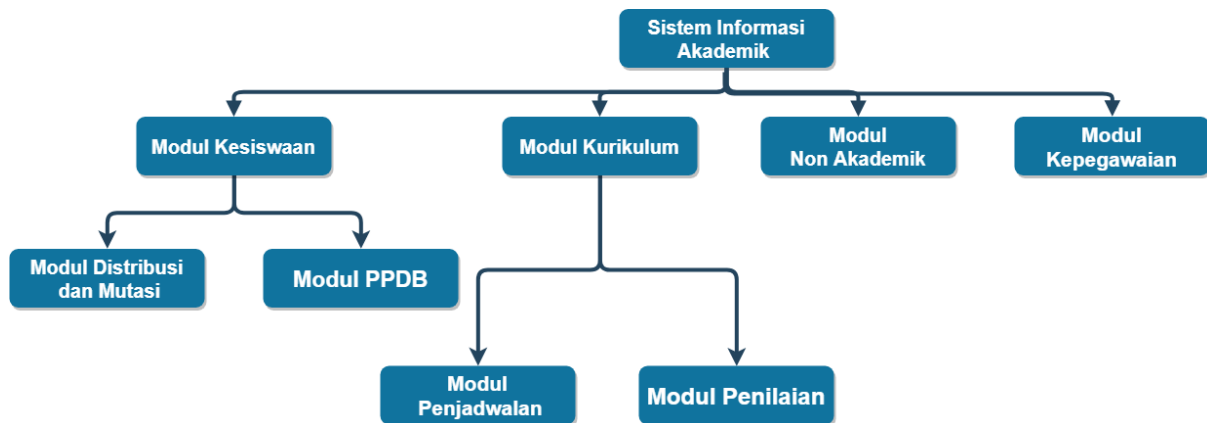 Sistem Informasi
Akademik
Modul Kesiswaan
Modul Kurikulum
Modul
Non Akademik
Modul
Kepegawaian
Modul Distribusi
dan Mutasi
Modul PPDB
Modul
Penjadwalan
Modul Penilaian